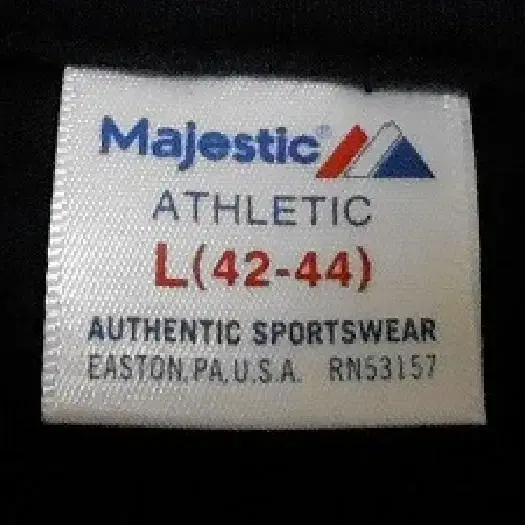 Majestic®
ATHLETIC
L(42-44)
AUTHENTIC SPORTSWEAR
EASTON, PA, U.S.A. RN53157